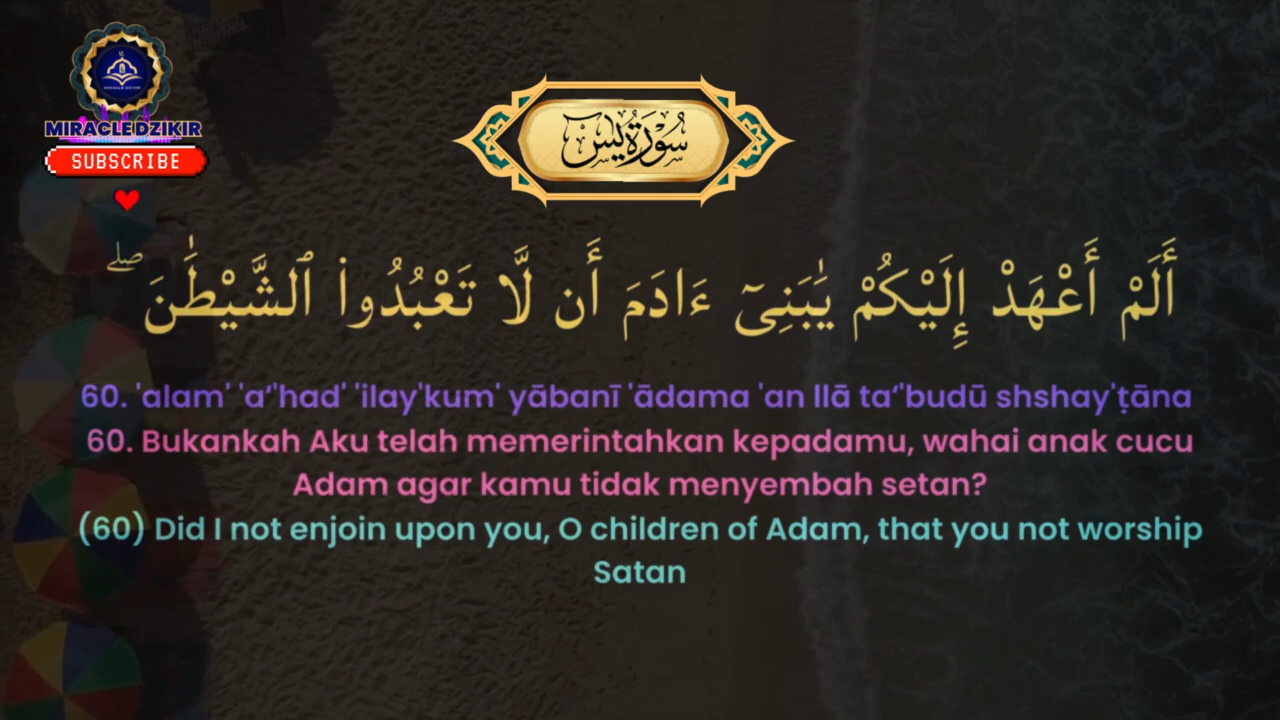 MIRACLE DZIKIR
SUBSCRIBE
سُورَةُ يسٓ
أَلَمْ أَعْهَدْ إِلَيْكُمْ يَٰبَنِىٓ ءَادَمَ أَن لَّا تَعْبُدُوا۟ ٱلشَّيْطَٰنَ ۖ
60. 'alam' 'a‘'had' 'ilay'kum' yābanī 'ādama 'an llā ta‘'budū shshay'ṭāna
60. Bukankah Aku telah memerintahkan kepadamu, wahai anak cucu
Adam agar kamu tidak menyembah setan?
(60) Did I not enjoin upon you, O children of Adam, that you not worship
Satan